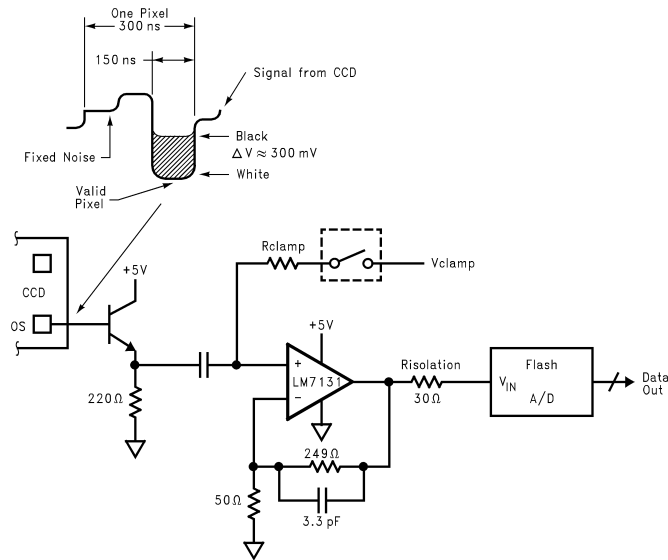 One Pixel
300 ns
150 ns
Signal from CCD
Fixed Noise
Black
ΔV ≈ 300 mV
White
Valid
Pixel
Rclamp
Vclamp
+5V
CCD
OS
+5V
Risolation
Flash
+
LM7131
V_IN
Data
Out
30Ω
A/D
−
220Ω
249Ω
50Ω
3.3 pF